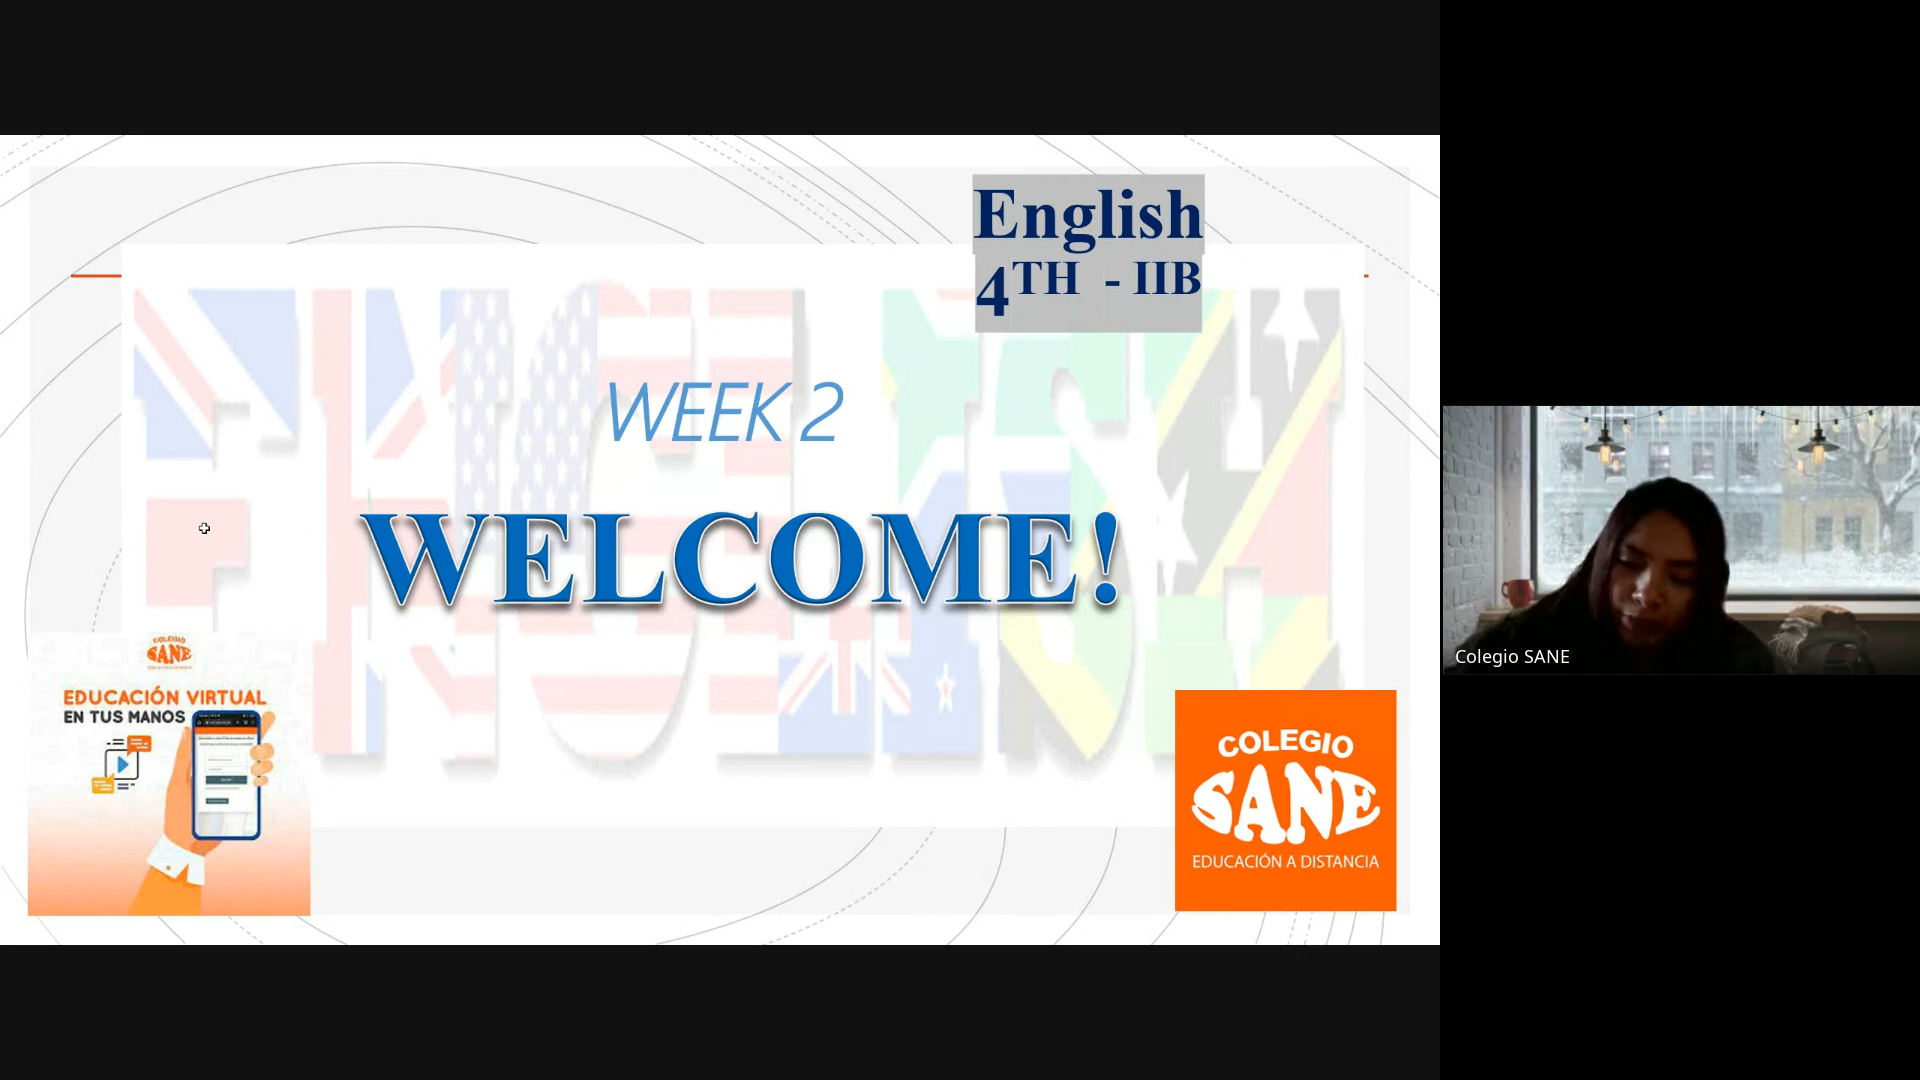 English
4TH - IIB
WEEK 2
WELCOME!
COLEGIO
SANE
EDUCACIÓN VIRTUAL
EN TUS MANOS
COLEGIO
SANE
EDUCACIÓN A DISTANCIA
Colegio SANE